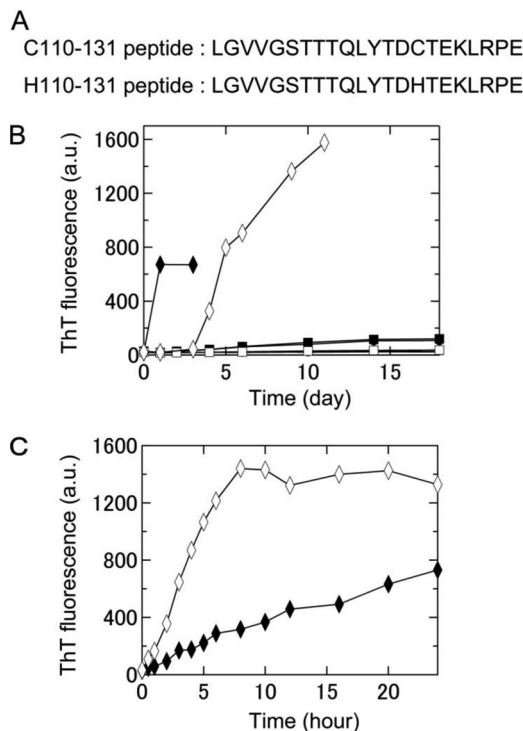 A
C110-131 peptide : LGVVGSTTTQLYTDCTEKLRPE
H110-131 peptide : LGVVGSTTTQLYTDHTEKLRPE
B
1600
1200
800
400
0
ThT fluorescence (a.u.)
0 5 10 15
Time (day)
C
1600
1200
800
400
0
ThT fluorescence (a.u.)
0 5 10 15 20
Time (hour)